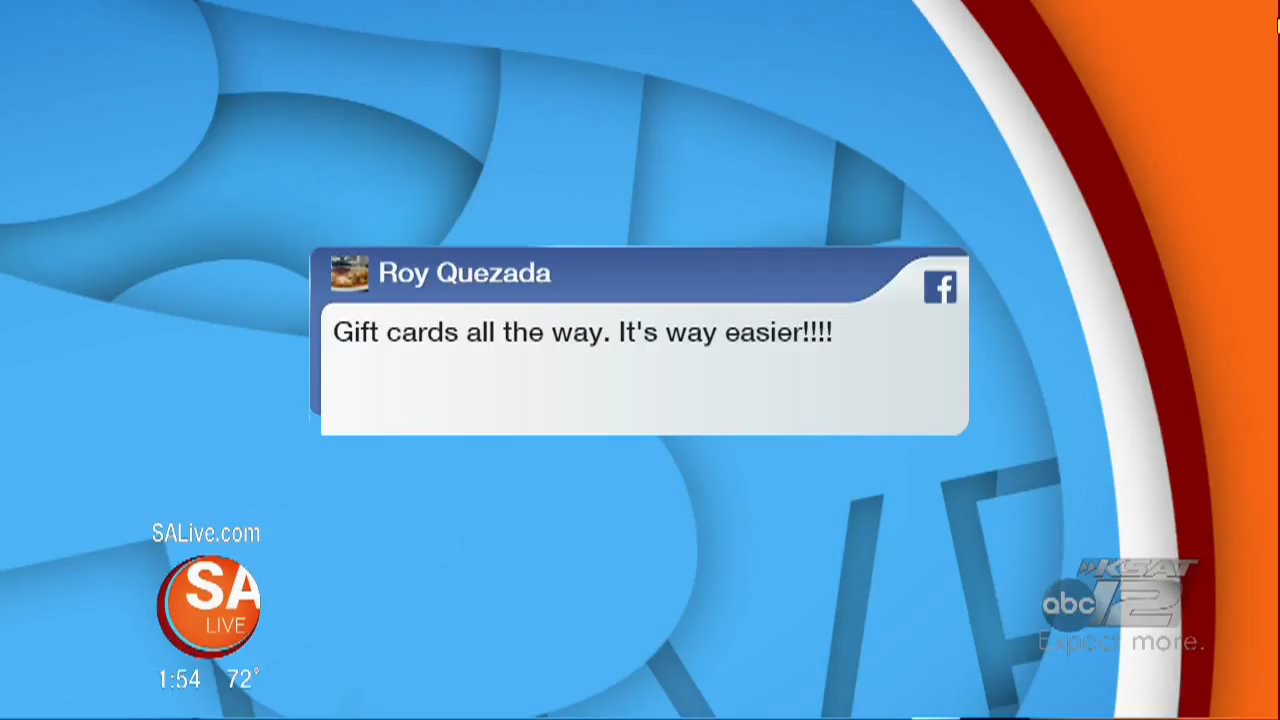 Roy Quezada
Gift cards all the way. It's way easier!!!!
SALive.com
SA
LIVE
1:54 72°
KSAT
abc 12
Expect more.